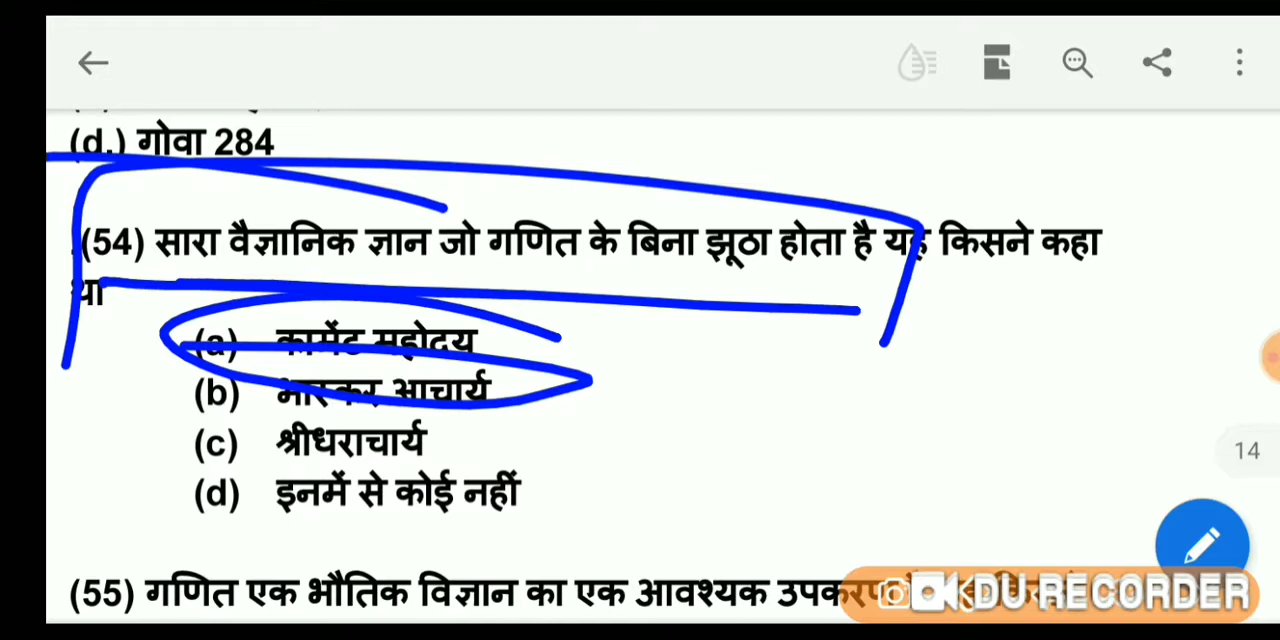 (d.) गोवा 284
(54) सारा वैज्ञानिक ज्ञान जो गणित के बिना झूठा होता है यह किसने कहा
था
(a) कामेंट महोदय
(b) भास्कर आचार्य
(c) श्रीधराचार्य
14
(d) इनमें से कोई नहीं
(55) गणित एक भौतिक विज्ञान का एक आवश्यक उपकरण
DU RECORDER